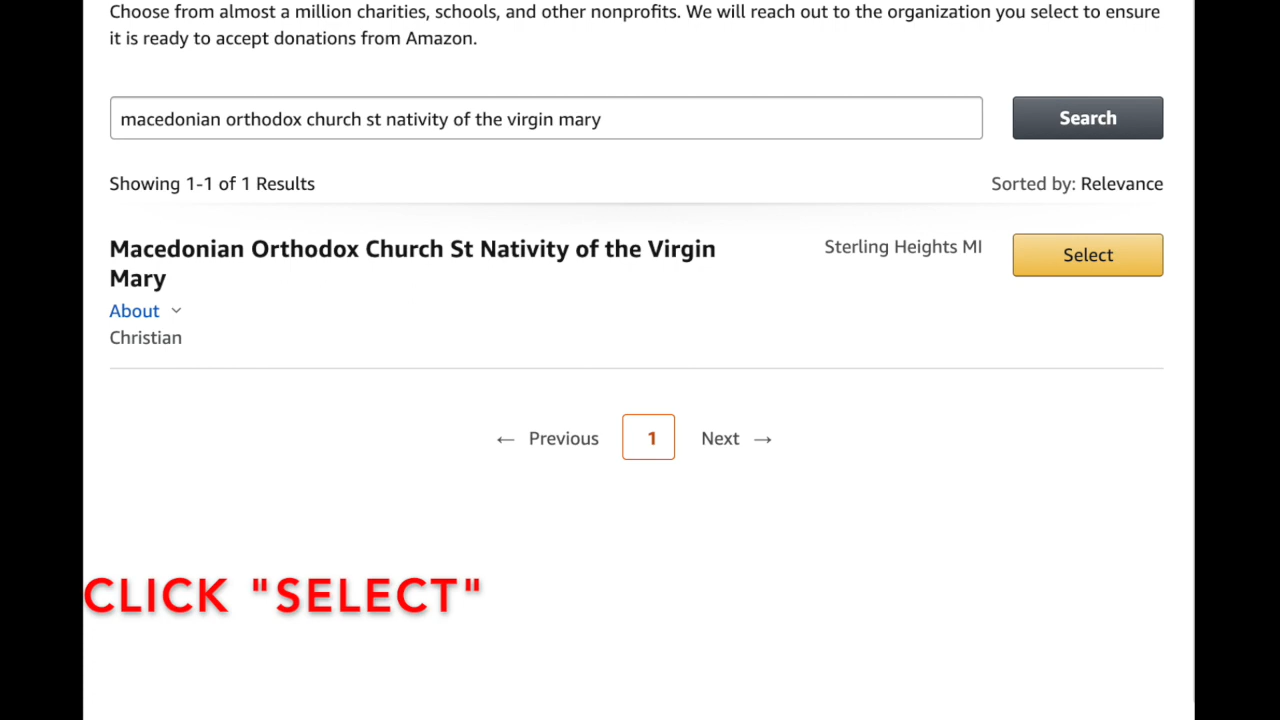 Choose from almost a million charities, schools, and other nonprofits. We will reach out to the organization you select to ensure
it is ready to accept donations from Amazon.
macedonian orthodox church st nativity of the virgin mary
Search
Showing 1-1 of 1 Results
Sorted by: Relevance
Macedonian Orthodox Church St Nativity of the Virgin
Mary
Sterling Heights MI
Select
About
Christian
← Previous 1 Next →
CLICK "SELECT"